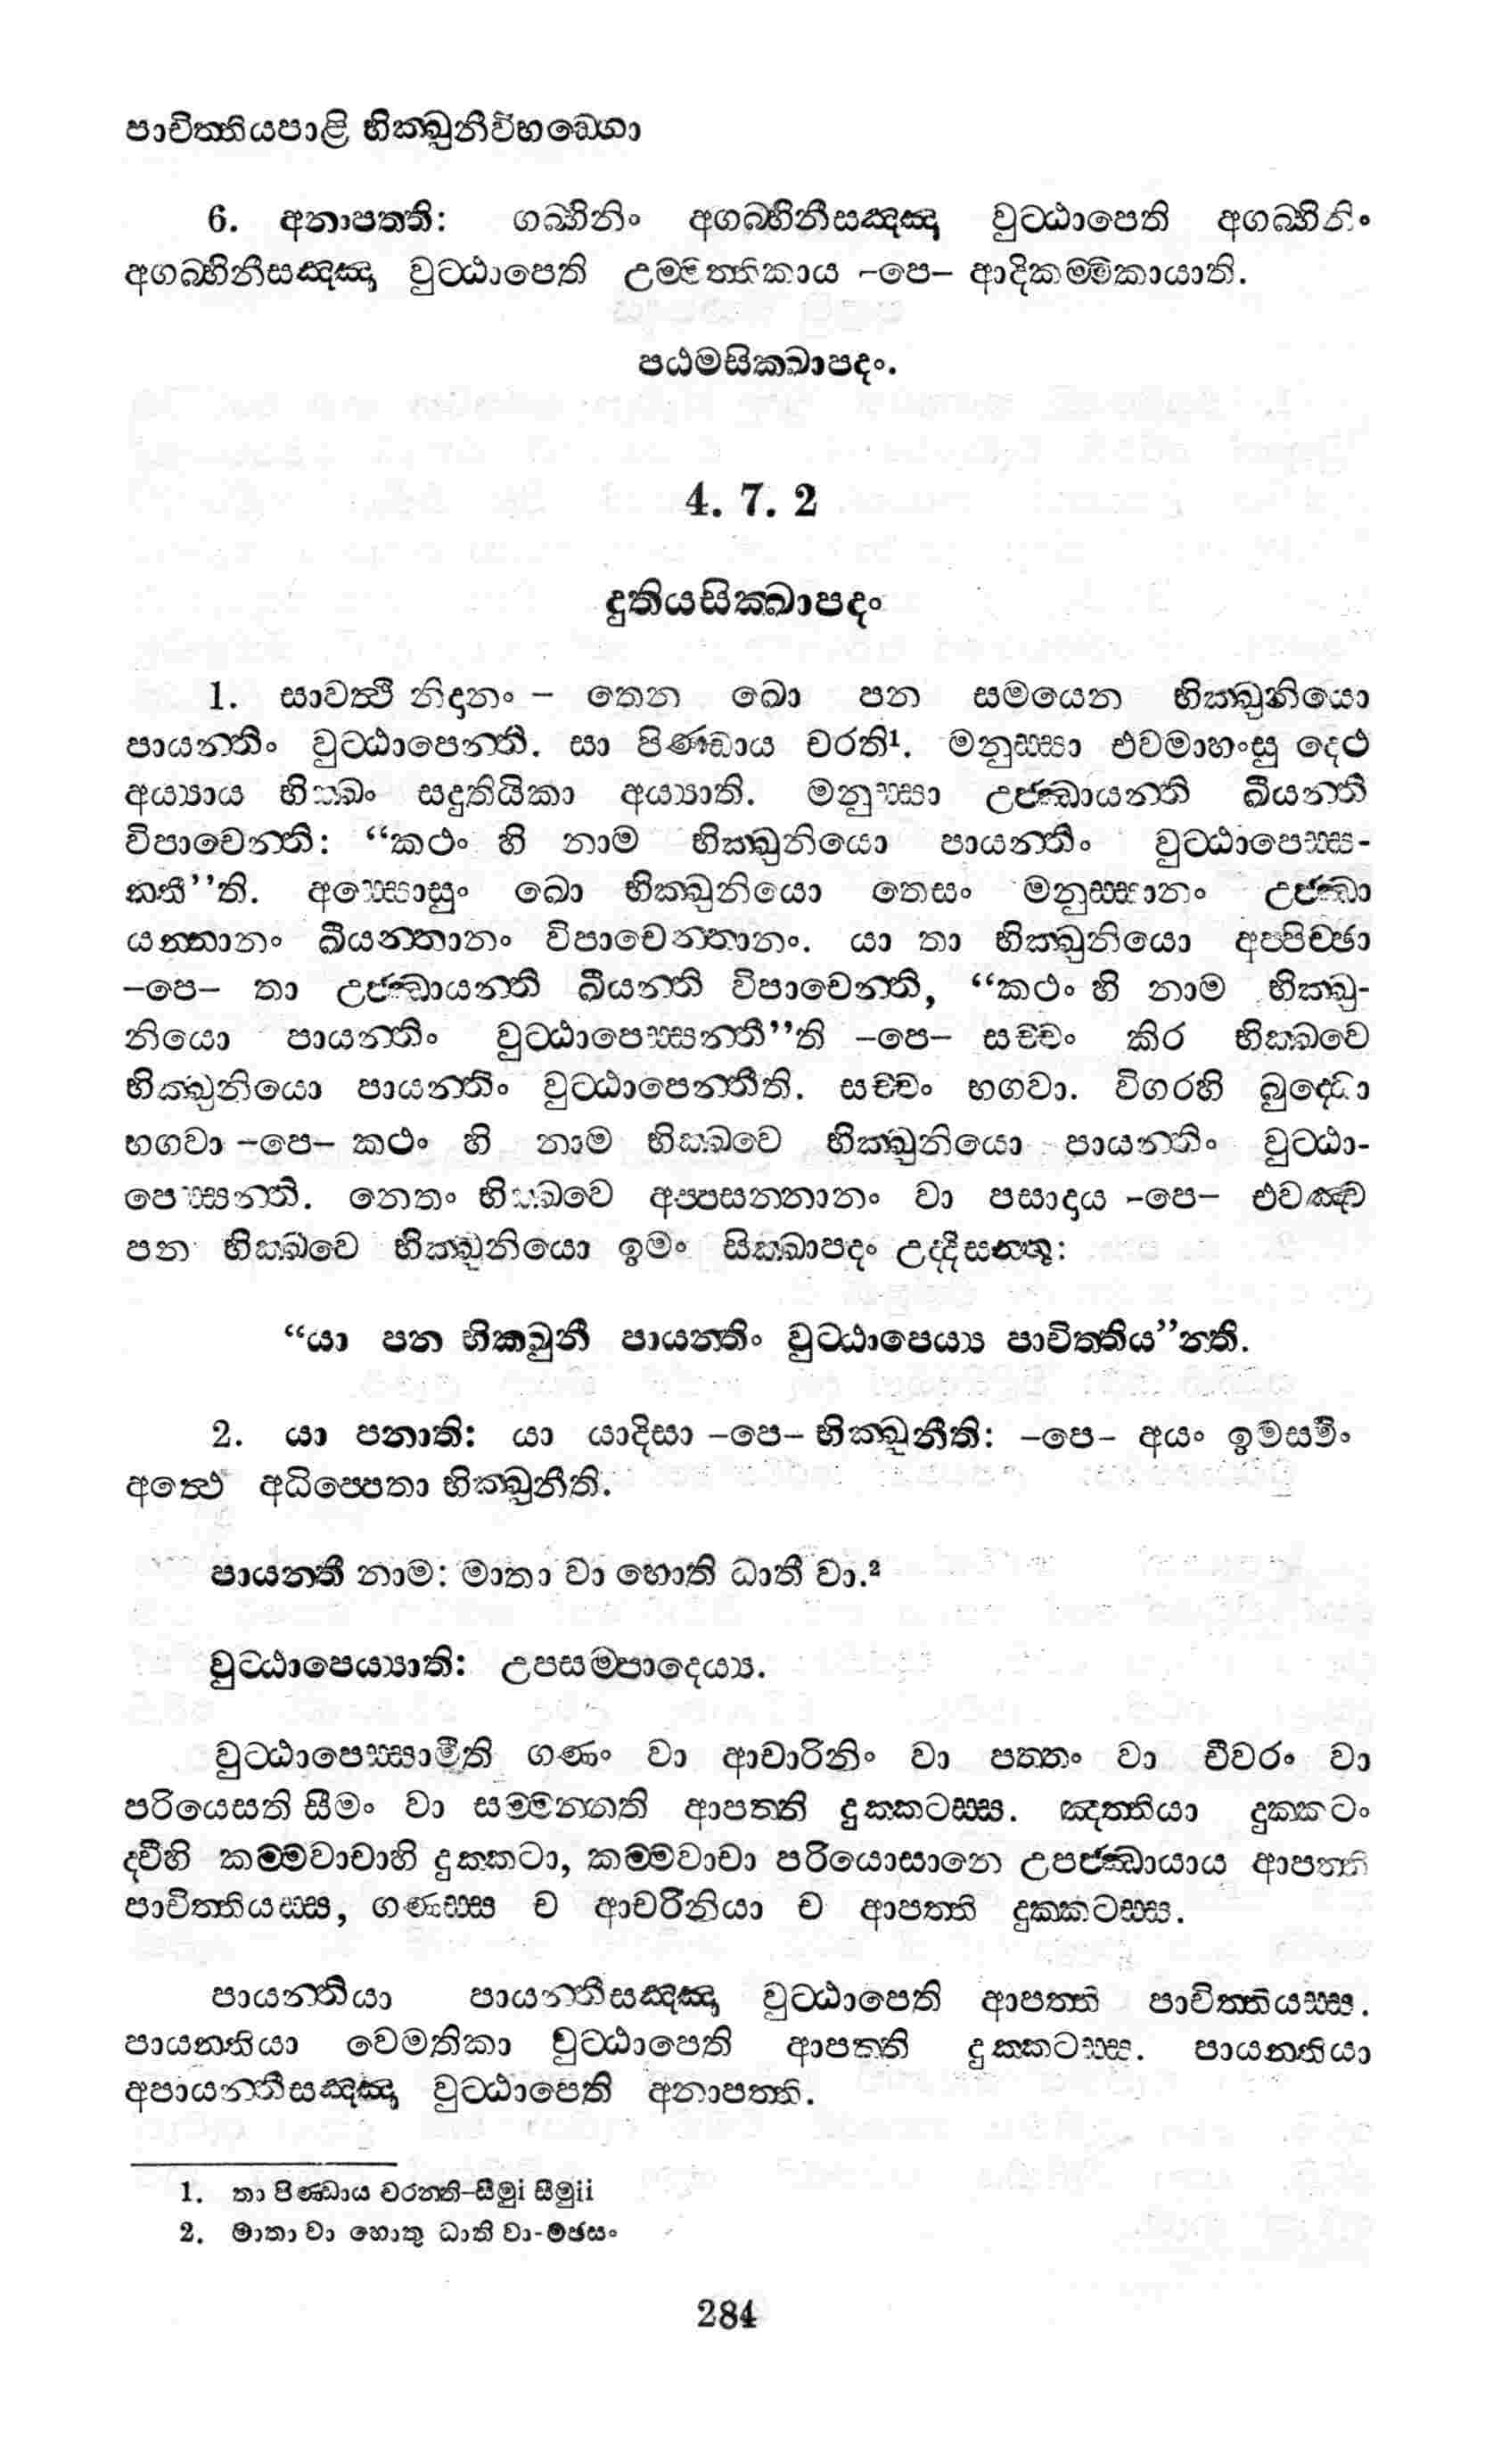 පාචිත්තියපාළි භික්ඛුනීවිභඞ්ගො
6. අනාපත්ති: ගබ්භිනිං අගබ්භිනීසඤ්ඤා වුට්ඨාපෙති අගබ්භිනිං
අගබ්භිනීසඤ්ඤා වුට්ඨාපෙති උම්මත්තිකාය -පෙ- ආදිකම්මිකායාති.
පඨමසික්ඛාපදං.
4. 7. 2
දුතියසික්ඛාපදං
1. සාවත්ථි නිදානං - තෙන ඛො පන සමයෙන භික්ඛුනියො
පායන්තිං වුට්ඨාපෙන්ති. සා පිණ්ඩාය චරති¹. මනුස්සා එවමාහංසු දෙථ
අය්‍යාය භික්ඛං සදුතියිකා අය්‍යාති. මනුස්සා උජ්ඣායන්ති ඛීයන්ති
විපාචෙන්ති: “කථං හි නාම භික්ඛුනියො පායන්තිං වුට්ඨාපෙස්ස-
න්තී”ති. අස්සොසුං ඛො භික්ඛුනියො තෙසං මනුස්සානං උජ්ඣා
යන්තානං ඛීයන්තානං විපාචෙන්තානං. යා තා භික්ඛුනියො අප්පිච්ඡා
-පෙ- තා උජ්ඣායන්ති ඛීයන්ති විපාචෙන්ති, “කථං හි නාම භික්ඛු-
නියො පායන්තිං වුට්ඨාපෙස්සන්තී”ති -පෙ- සච්චං කිර භික්ඛවෙ
භික්ඛුනියො පායන්තිං වුට්ඨාපෙන්තීති. සච්චං භගවා. විගරහි බුද්ධො
භගවා -පෙ- කථං හි නාම භික්ඛවෙ භික්ඛුනියො පායන්තිං වුට්ඨා-
පෙස්සන්ති. නෙතං භික්ඛවෙ අප්පසන්නානං වා පසාදාය -පෙ- එවඤ්ච
පන භික්ඛවෙ භික්ඛුනියො ඉමං සික්ඛාපදං උද්දිසන්තු:
“යා පන භික්ඛුනී පායන්තිං වුට්ඨාපෙය්‍ය පාචිත්තිය”න්ති.
2. යා පනාති: යා යාදිසා -පෙ- භික්ඛුනීති: -පෙ- අයං ඉමස්මිං
අත්ථෙ අධිප්පෙතා භික්ඛුනීති.
පායන්තී නාම: මාතා වා හොති ධාතී වා.²
වුට්ඨාපෙය්‍යාති: උපසම්පාදෙය්‍ය.
වුට්ඨාපෙස්සාමීති ගණං වා ආචාරිනිං වා පත්තං වා චීවරං වා
පරියෙසති සීමං වා සම්මන්නති ආපත්ති දුක්කටස්ස. ඤත්තියා දුක්කටං
ද්වීහි කම්මවාචාහි දුක්කටා, කම්මවාචා පරියොසානෙ උපජ්ඣායාය ආපත්ති
පාචිත්තියස්ස, ගණස්ස ච ආචරිනියා ච ආපත්ති දුක්කටස්ස.
පායන්තියා පායන්තීසඤ්ඤා වුට්ඨාපෙති ආපත්ති පාචිත්තියස්ස.
පායන්තියා වෙමතිකා වුට්ඨාපෙති ආපත්ති දුක්කටස්ස. පායන්තියා
අපායන්තීසඤ්ඤා වුට්ඨාපෙති අනාපත්ති.
1. තා පිණ්ඩාය චරන්ති-සීමුi සීමුii
2. මාතා වා හොතු ධාති වා-මඡසං
284